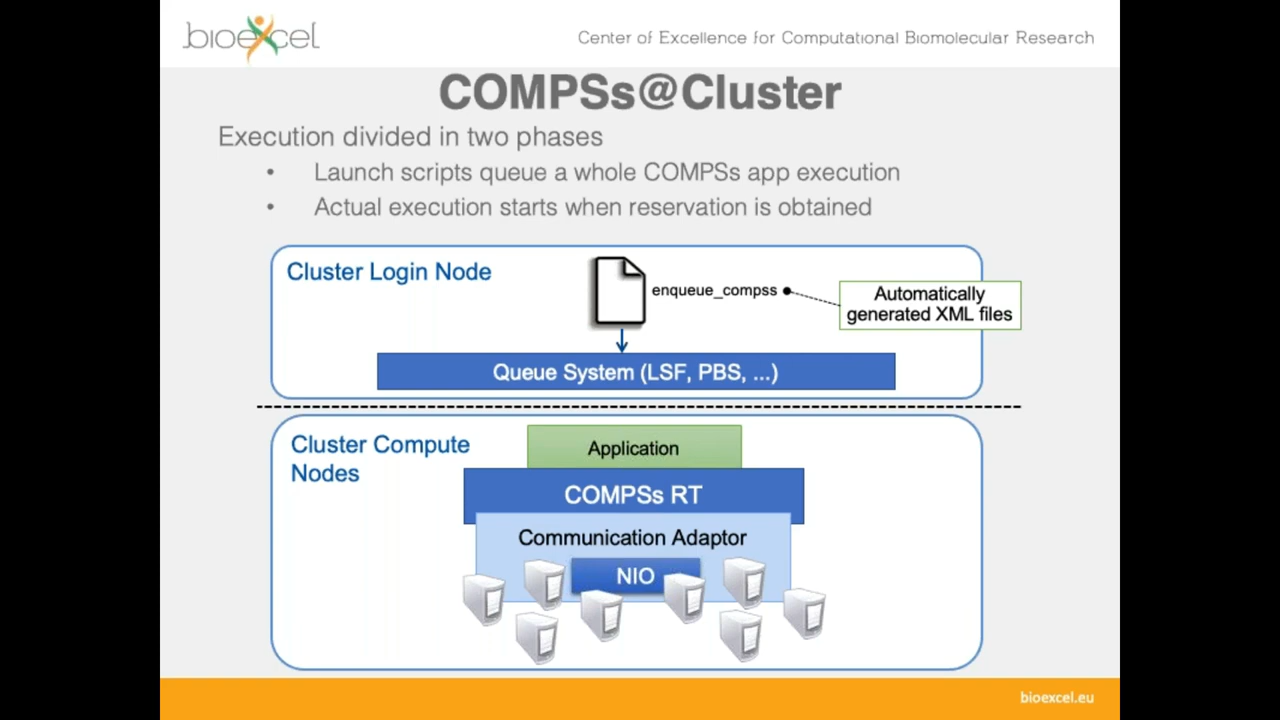 bioexcel
Center of Excellence for Computational Biomolecular Research
COMPSs@Cluster
Execution divided in two phases
• Launch scripts queue a whole COMPSs app execution
• Actual execution starts when reservation is obtained
Cluster Login Node
enqueue_compss
Automatically
generated XML files
Queue System (LSF, PBS, ...)
Cluster Compute
Nodes
Application
COMPSs RT
Communication Adaptor
NIO
bioexcel.eu